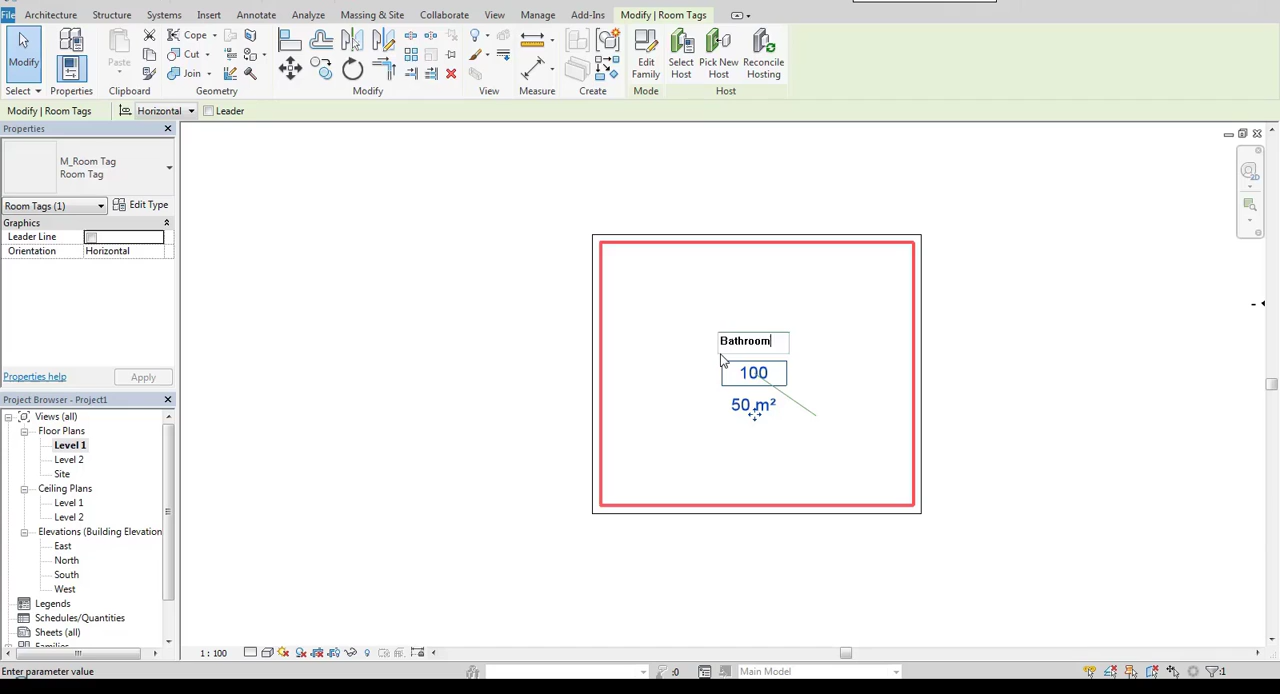 File Architecture Structure Systems Insert Annotate Analyze Massing & Site Collaborate View Manage Add-Ins Modify | Room Tags
Modify
Select
Properties
Paste
Clipboard
Cope
Cut
Join
Geometry
Modify
View
Measure
Create
Edit Family
Mode
Select Host
Pick New Host
Reconcile Hosting
Host
Modify | Room Tags Horizontal Leader
Properties
M_Room Tag
Room Tag
Room Tags (1) Edit Type
Graphics
Leader Line
Orientation Horizontal
Properties help Apply
Project Browser - Project1
Views (all)
Floor Plans
Level 1
Level 2
Site
Ceiling Plans
Level 1
Level 2
Elevations (Building Elevation
East
North
South
West
Legends
Schedules/Quantities
Sheets (all)
Bathroom
100
50 m²
1 : 100
Enter parameter value
:0
Main Model
:1